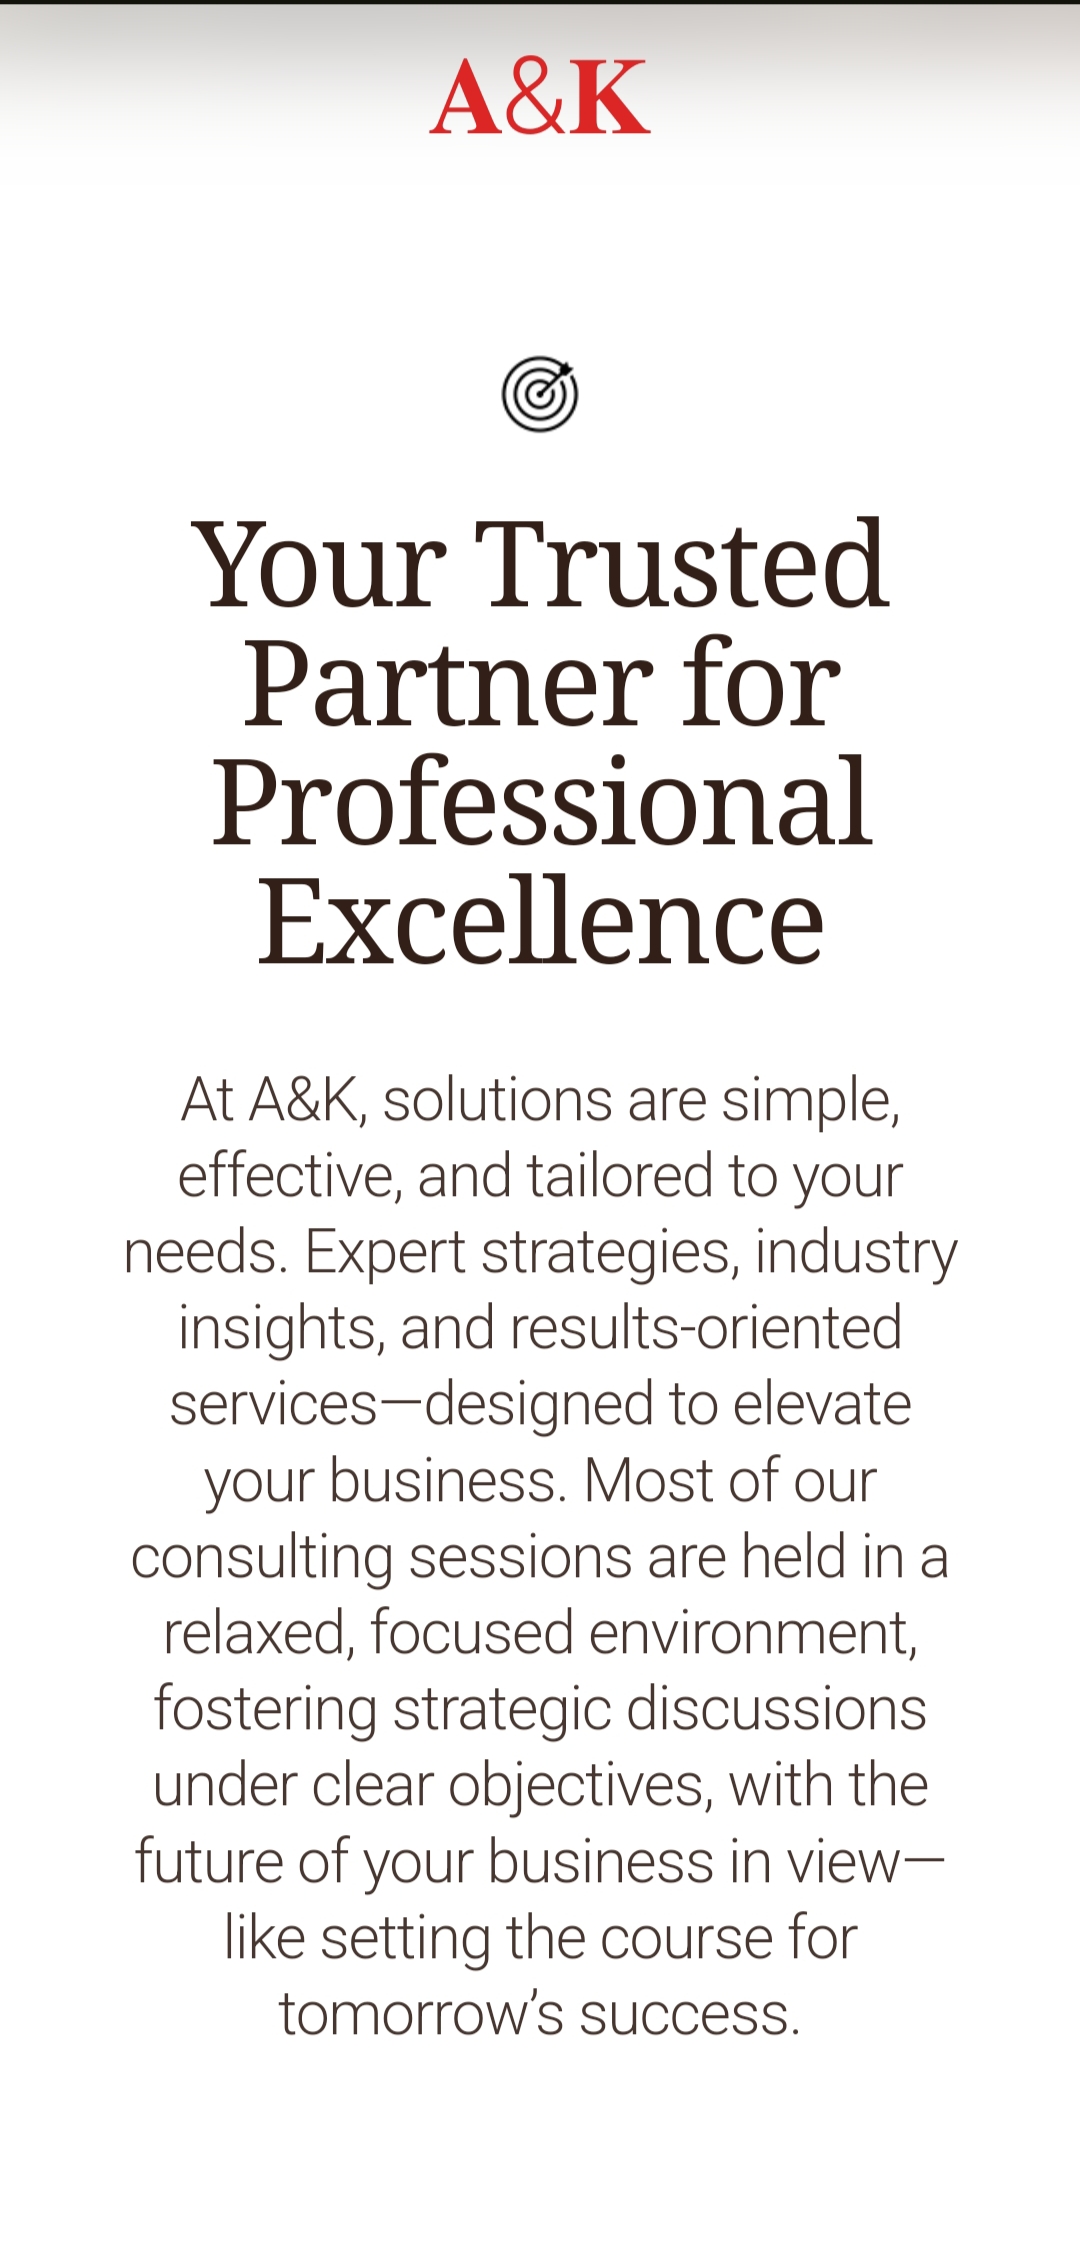 A&K
Your Trusted
Partner for
Professional
Excellence
At A&K, solutions are simple,
effective, and tailored to your
needs. Expert strategies, industry
insights, and results-oriented
services—designed to elevate
your business. Most of our
consulting sessions are held in a
relaxed, focused environment,
fostering strategic discussions
under clear objectives, with the
future of your business in view—
like setting the course for
tomorrow’s success.